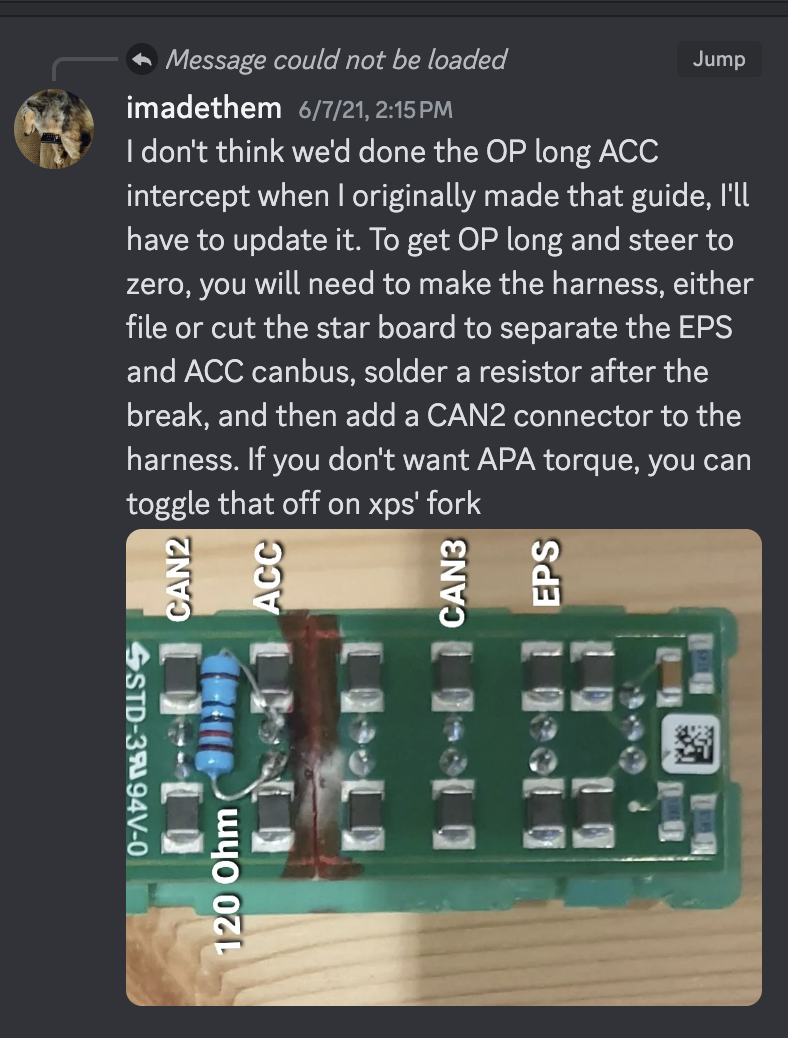 Message could not be loaded
Jump
imadethem 6/7/21, 2:15 PM
I don't think we'd done the OP long ACC
intercept when I originally made that guide, I'll
have to update it. To get OP long and steer to
zero, you will need to make the harness, either
file or cut the star board to separate the EPS
and ACC canbus, solder a resistor after the
break, and then add a CAN2 connector to the
harness. If you don't want APA torque, you can
toggle that off on xps' fork
CAN2
ACC
CAN3
EPS
94V-0
120 Ohm